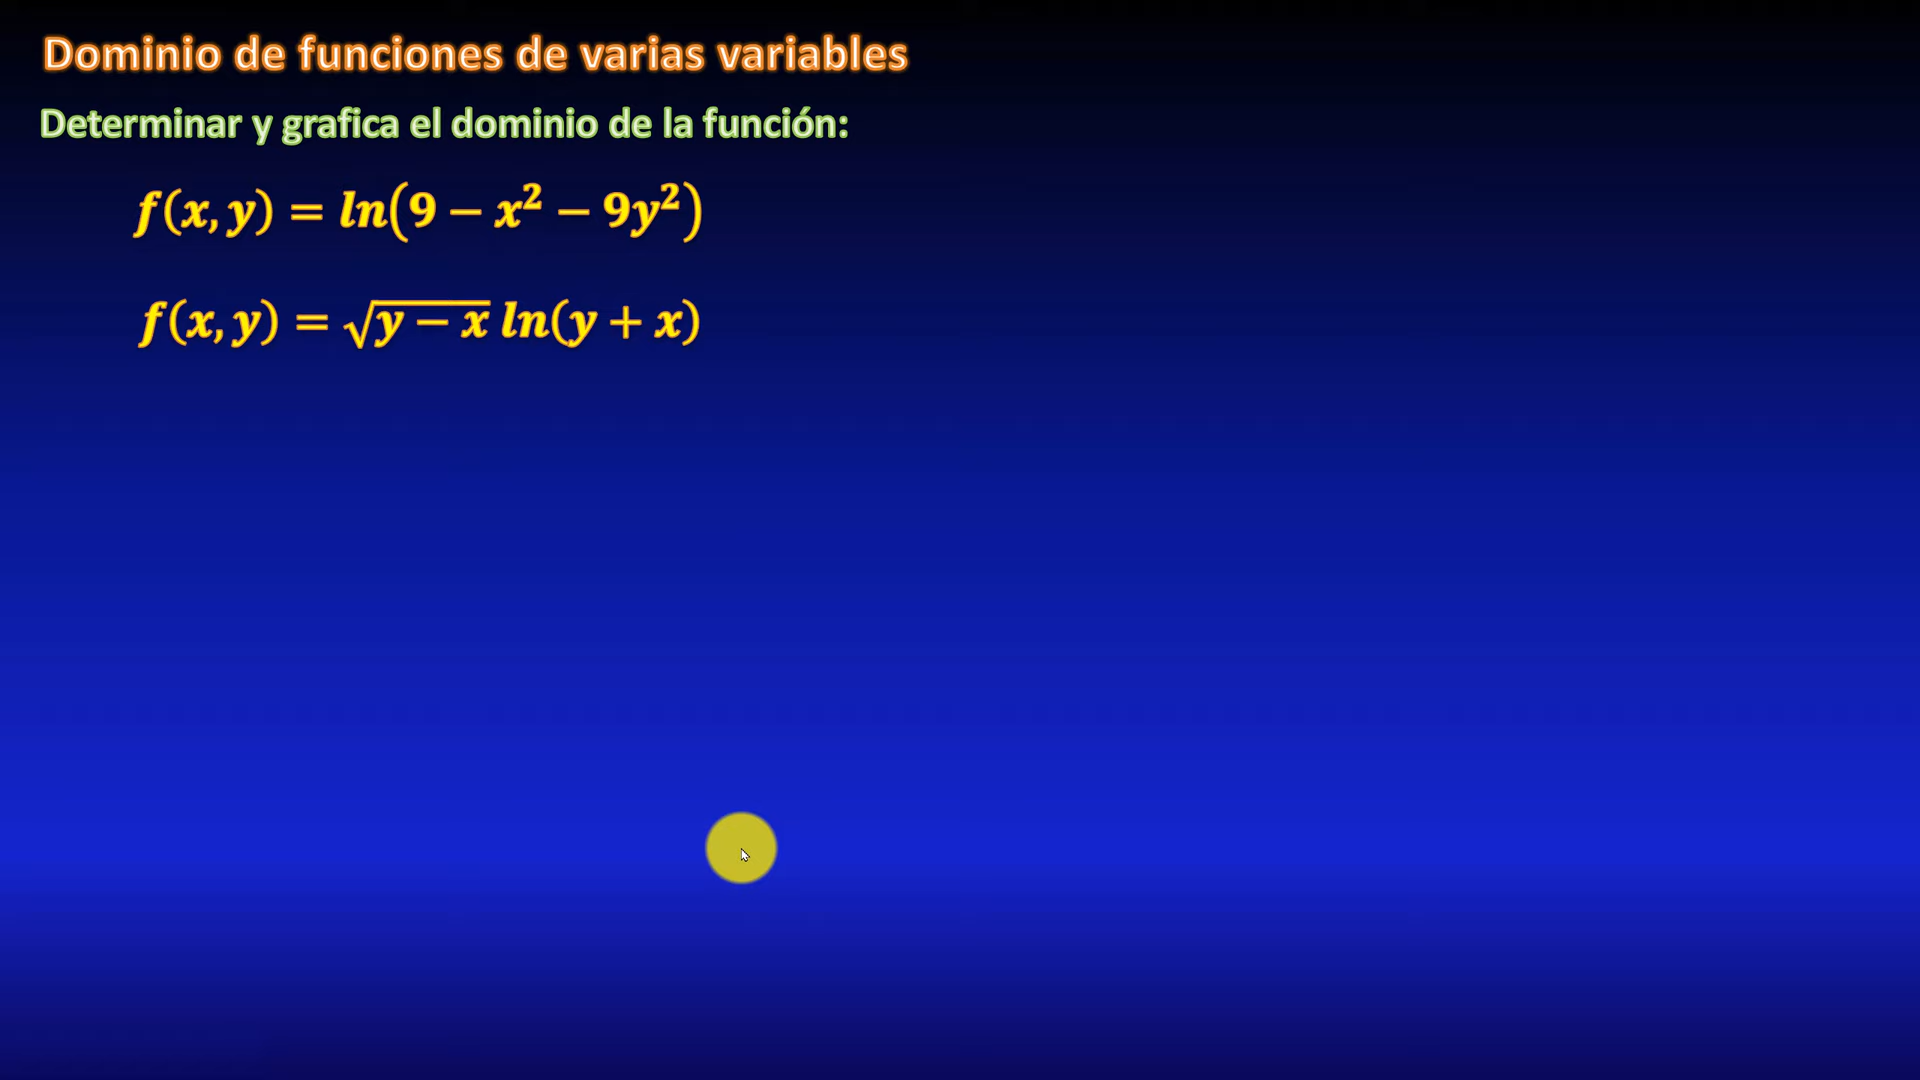 Dominio de funciones de varias variables
Determinar y grafica el dominio de la función:
f(x, y) = ln(9 − x² − 9y²)
f(x, y) = √(y − x) ln(y + x)